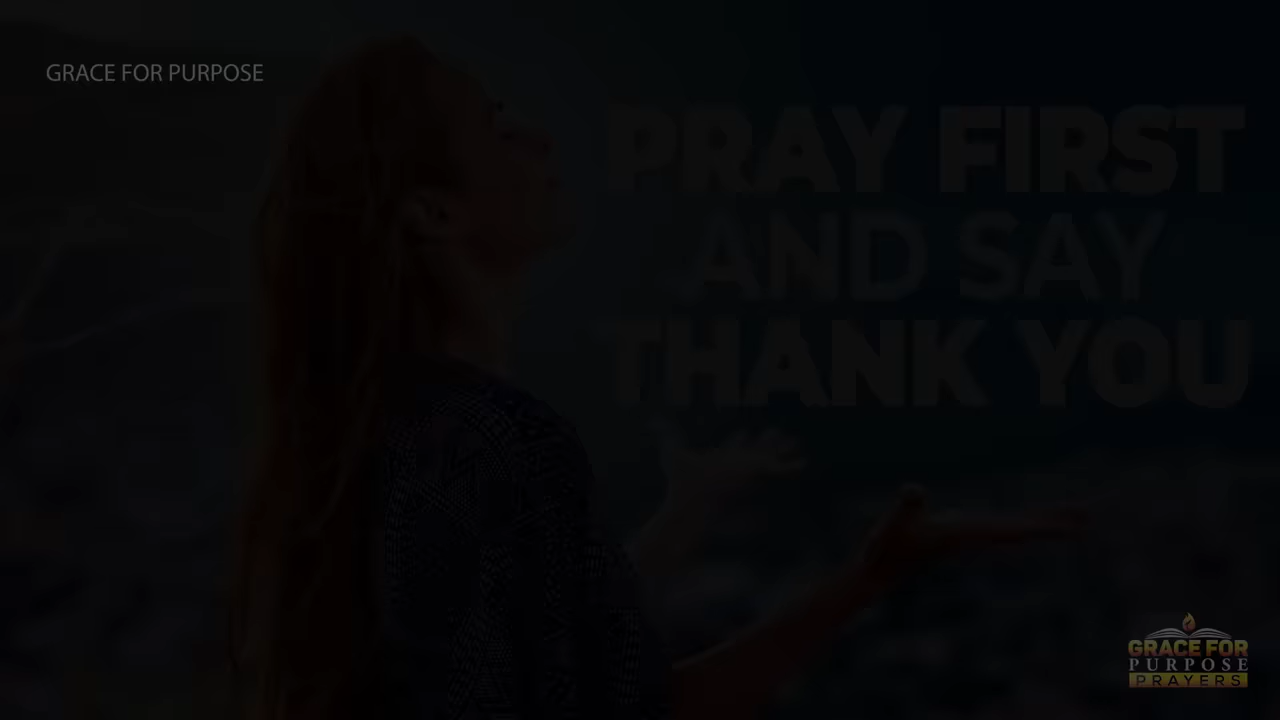 GRACE FOR PURPOSE
PRAY FIRST
AND SAY
THANK YOU
GRACE FOR
PURPOSE
PRAYERS